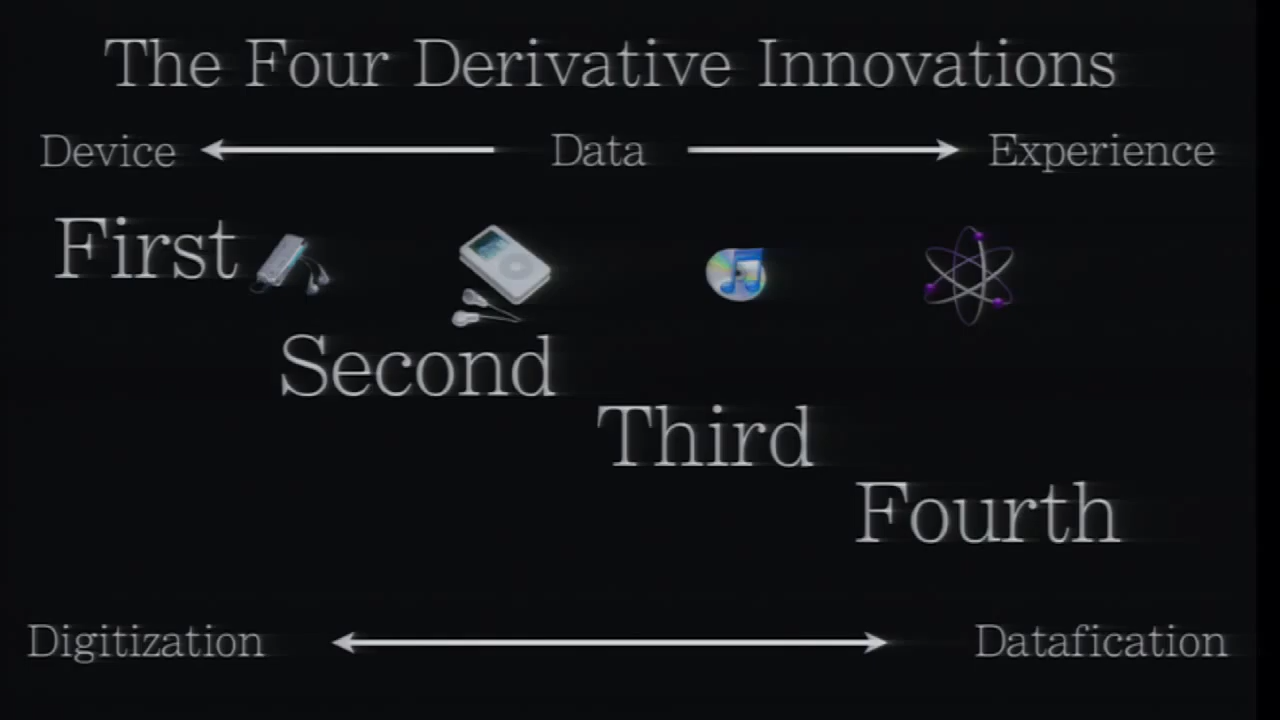 The Four Derivative Innovations
Device Data Experience
First
Second
Third
Fourth
Digitization Datafication